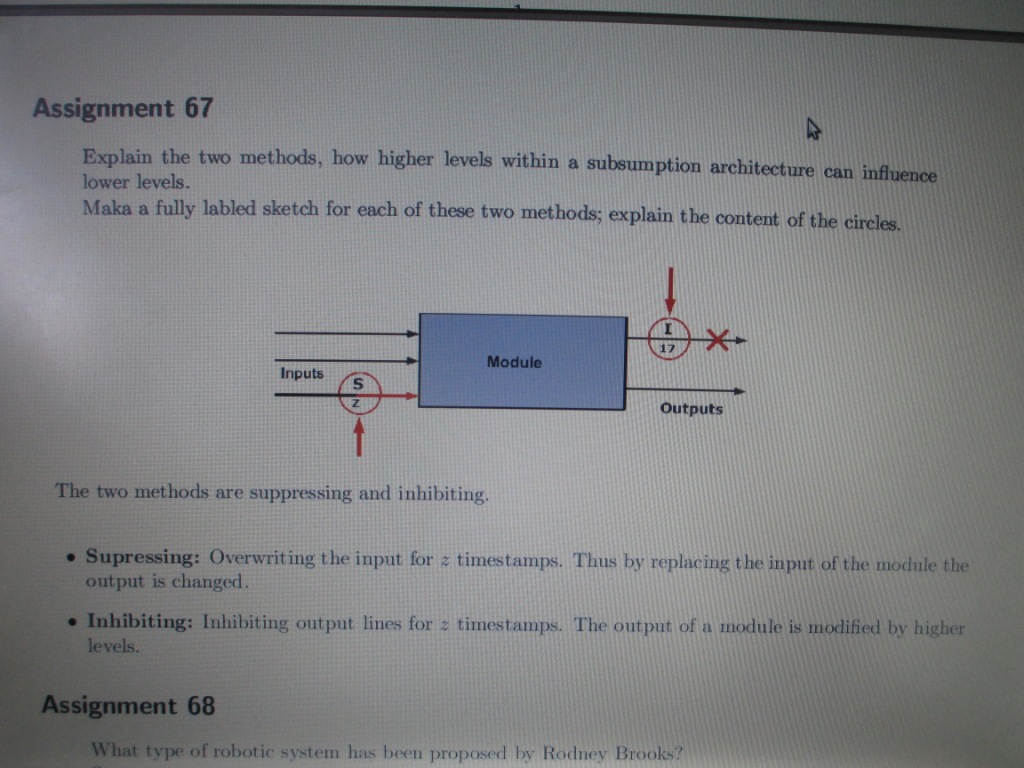 Assignment 67
Explain the two methods, how higher levels within a subsumption architecture can influence
lower levels.
Maka a fully labled sketch for each of these two methods; explain the content of the circles.
I
17
Module
Inputs
S
z
Outputs
The two methods are suppressing and inhibiting.
• Supressing: Overwriting the input for z timestamps. Thus by replacing the input of the module the
output is changed.
• Inhibiting: Inhibiting output lines for z timestamps. The output of a module is modified by higher
levels.
Assignment 68
What type of robotic system has been proposed by Rodney Brooks?